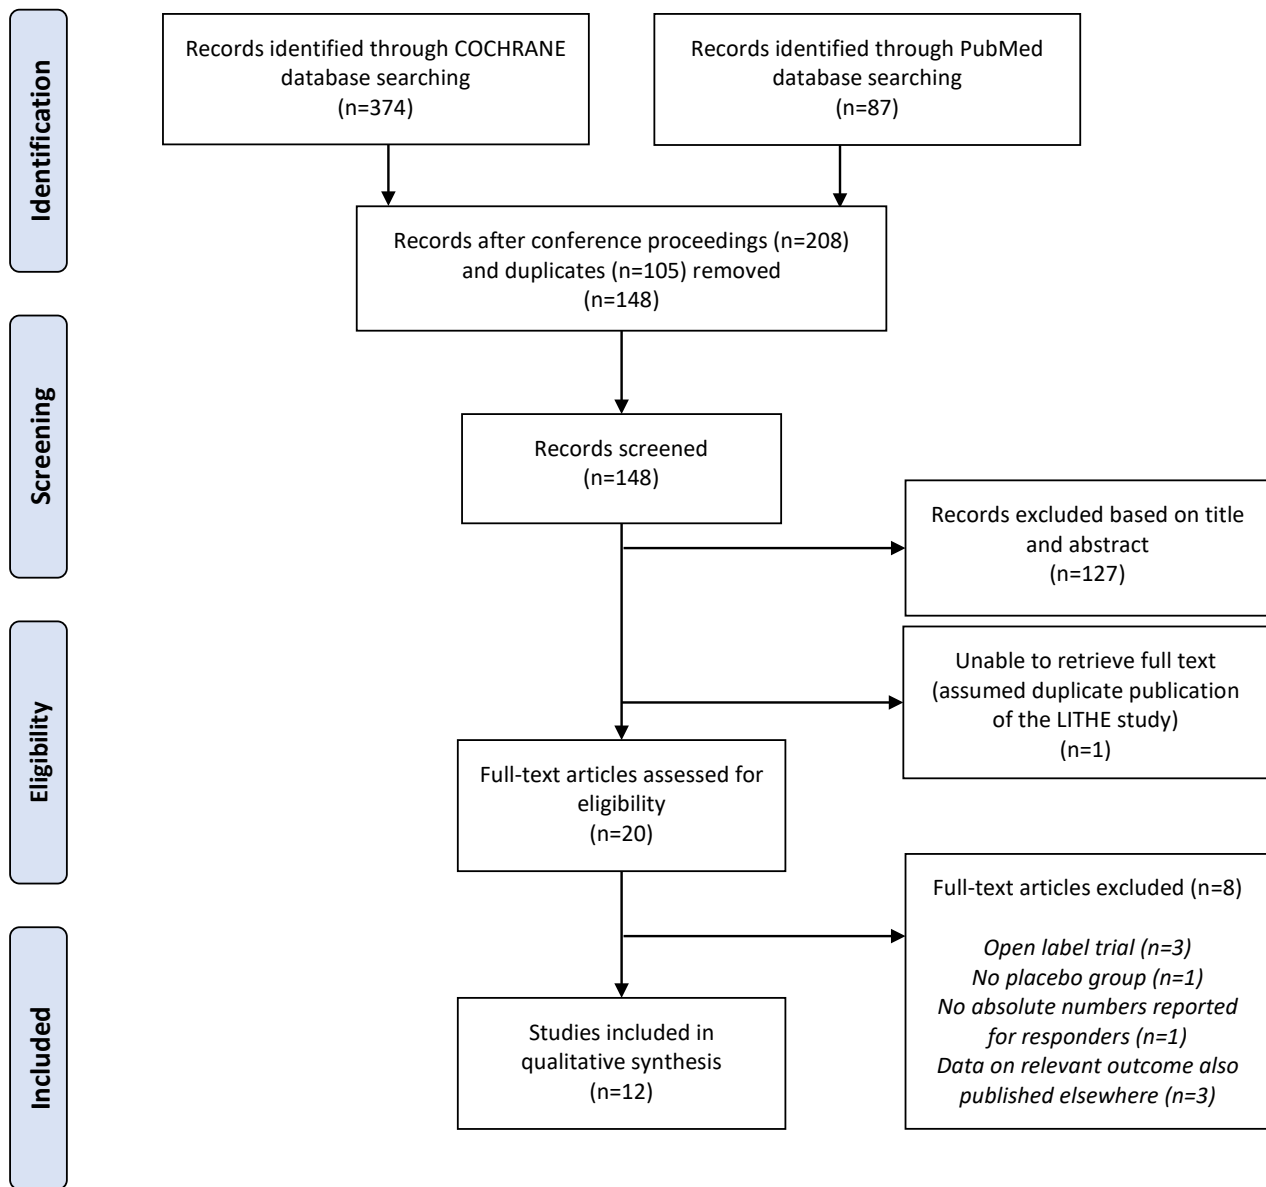 Identification
Records identified through COCHRANE
database searching
(n=374)
Records identified through PubMed
database searching
(n=87)
Records after conference proceedings (n=208)
and duplicates (n=105) removed
(n=148)
Screening
Records screened
(n=148)
Records excluded based on title
and abstract
(n=127)
Eligibility
Unable to retrieve full text
(assumed duplicate publication
of the LITHE study)
(n=1)
Full-text articles assessed for
eligibility
(n=20)
Full-text articles excluded (n=8)
Open label trial (n=3)
No placebo group (n=1)
No absolute numbers reported
for responders (n=1)
Data on relevant outcome also
published elsewhere (n=3)
Included
Studies included in
qualitative synthesis
(n=12)